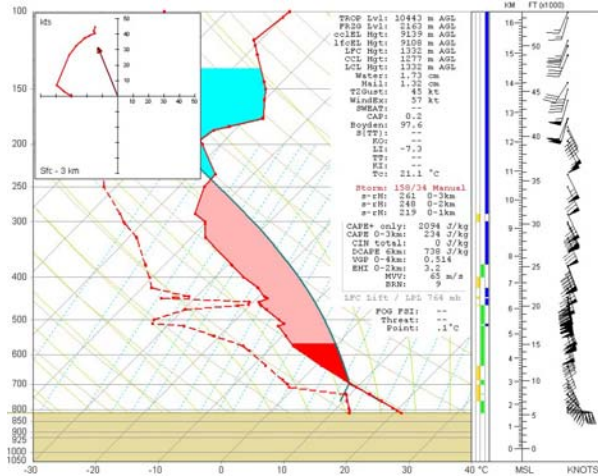 kts
40
30
20
10
10 20 30 40 50
Sfc - 3 km
100
150
200
250
300
400
500
600
700
800
850
900
950
1000
1050
-30 -20 -10 0 10 20 30 40 °C
TROP Lvl: 10443 m AGL
FRZG Lvl: 2163 m AGL
cclEL Hgt: 9139 m AGL
lfcEL Hgt: 9108 m AGL
LFC Hgt: 1332 m AGL
CCL Hgt: 1277 m AGL
LCL Hgt: 1332 m AGL
Water: 1.73 cm
Hail: 1.32 cm
T2Gust: 45 kt
WindEx: 57 kt
SWEAT: --
CAP: 0.2
Boyden: 97.6
S(TT): --
KO: --
LI: -7.3
TT: --
KI: --
Tc: 21.1 °C
Storm: 158/34 Manual
s-rH: 261 0-3km
s-rH: 248 0-2km
s-rH: 219 0-1km
CAPE+ only: 2094 J/kg
CAPE 0-3km: 234 J/kg
CIN total: 0 J/kg
DCAPE 6km: 738 J/kg
VGP 0-4km: 0.514
EHI 0-2km: 3.2
MVV: 65 m/s
BRN: 9
LFC Lift / LPL 764 mb
FOG FSI: --
Threat: --
Point: .1°C
KM FT (x1000)
16
15
14
13
12
11
10
9
8
7
6
5
4
3
2
1
0
50
45
40
35
30
25
20
15
10
5
0
MSL KNOTS